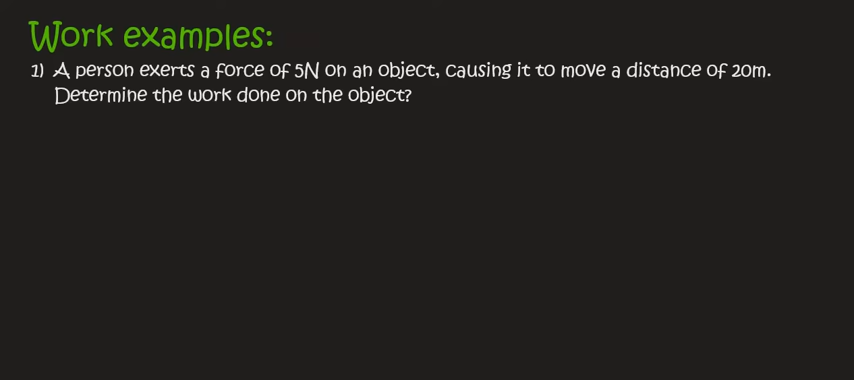 Work examples:
1) A person exerts a force of 5N on an object, causing it to move a distance of 20m.
Determine the work done on the object?